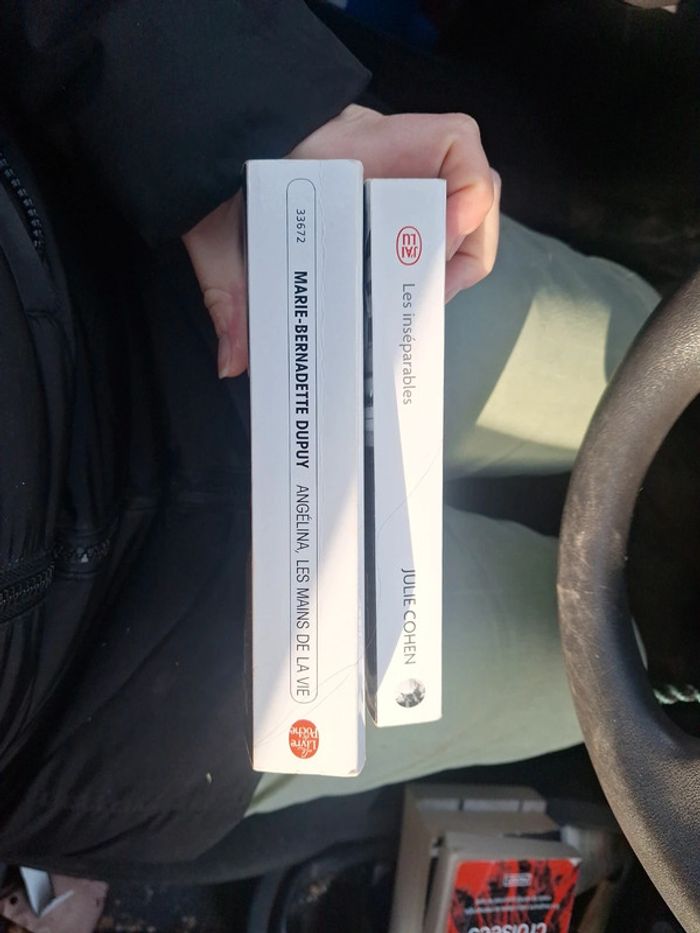 33672 MARIE-BERNADETTE DUPUY ANGÉLINA, LES MAINS DE LA VIE
Le Livre de Poche
J'AI LU
Les inséparables
JULIE COHEN